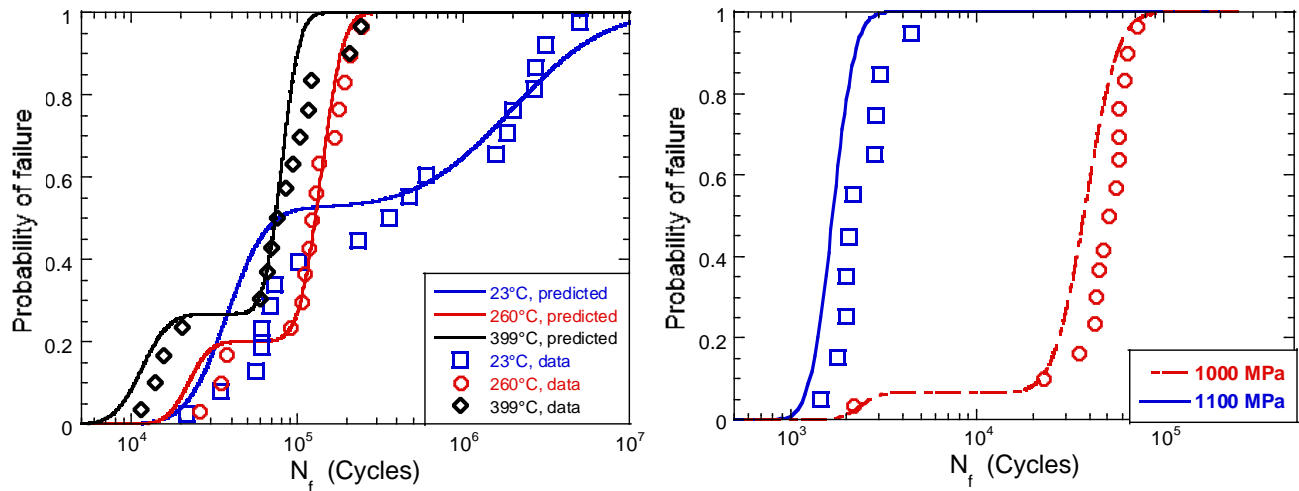 Probability of failure
1
0.8
0.6
0.4
0.2
0
10^4
10^5
10^6
10^7
N_f (Cycles)
23°C, predicted
260°C, predicted
399°C, predicted
23°C, data
260°C, data
399°C, data
Probability of failure
1
0.8
0.6
0.4
0.2
0
10^3
10^4
10^5
N_f (Cycles)
1000 MPa
1100 MPa